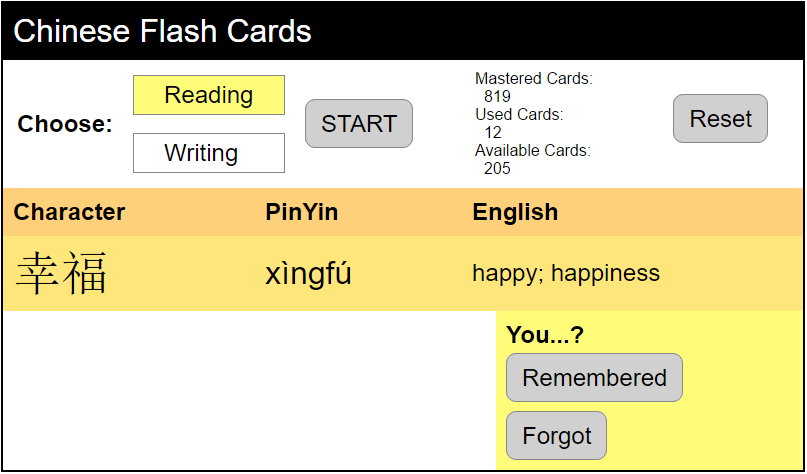 Chinese Flash Cards
Choose:
Reading
Writing
START
Mastered Cards:
819
Used Cards:
12
Available Cards:
205
Reset
Character PinYin English
幸福 xìngfú happy; happiness
You...?
Remembered
Forgot